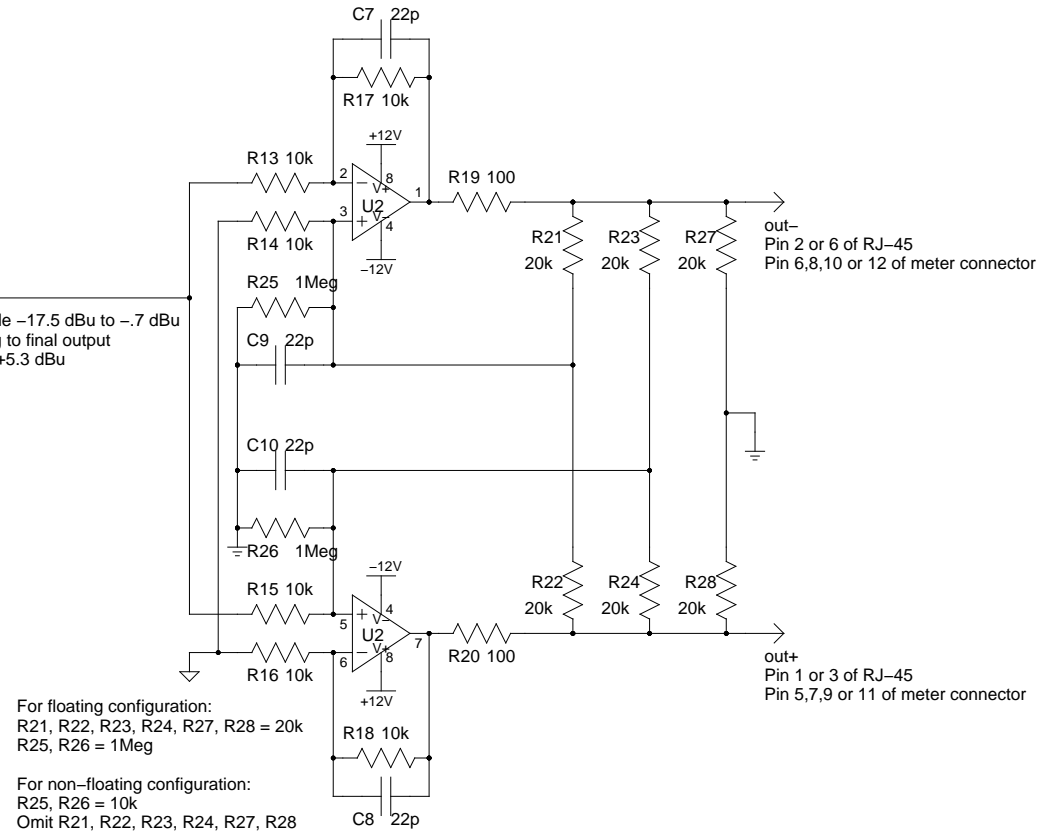 C7 22p
R17 10k
+12V
R13 10k
2
−
8
V+
1
R19 100
U2
3
+
V−
4
R14 10k
−12V
R21
20k
R23
20k
R27
20k
out−
Pin 2 or 6 of RJ−45
Pin 6,8,10 or 12 of meter connector
R25 1Meg
le −17.5 dBu to −.7 dBu
g to final output
+5.3 dBu
C9 22p
C10 22p
R26 1Meg
−12V
R15 10k
5
+
4
V−
7
U2
6
−
V+
8
R16 10k
+12V
R20 100
R22
20k
R24
20k
R28
20k
out+
Pin 1 or 3 of RJ−45
Pin 5,7,9 or 11 of meter connector
For floating configuration:
R21, R22, R23, R24, R27, R28 = 20k
R25, R26 = 1Meg
R18 10k
C8 22p
For non−floating configuration:
R25, R26 = 10k
Omit R21, R22, R23, R24, R27, R28